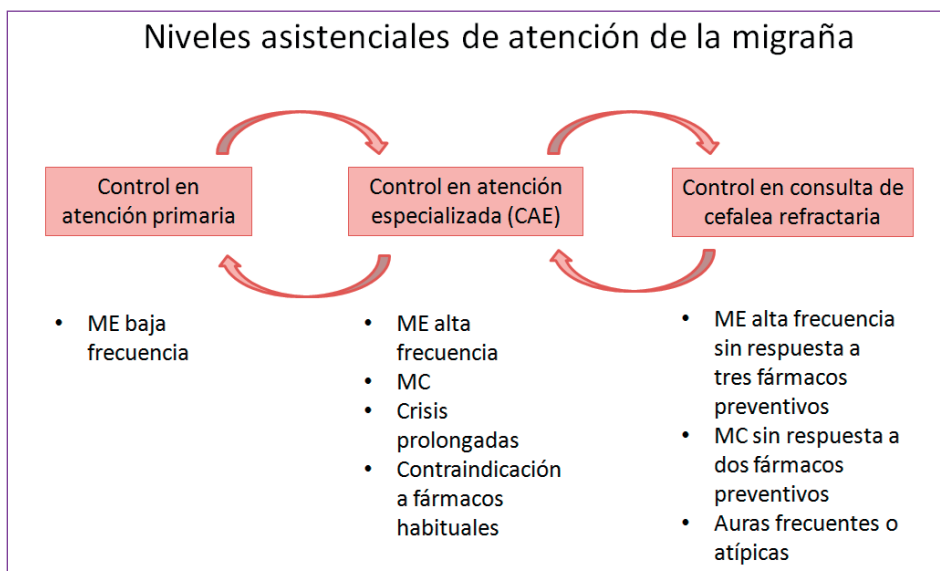 Niveles asistenciales de atención de la migraña
Control en
atención primaria
Control en atención
especializada (CAE)
Control en consulta de
cefalea refractaria
• ME baja
frecuencia
• ME alta
frecuencia
• MC
• Crisis
prolongadas
• Contraindicación
a fármacos
habituales
• ME alta frecuencia
sin respuesta a
tres fármacos
preventivos
• MC sin respuesta a
dos fármacos
preventivos
• Auras frecuentes o
atípicas